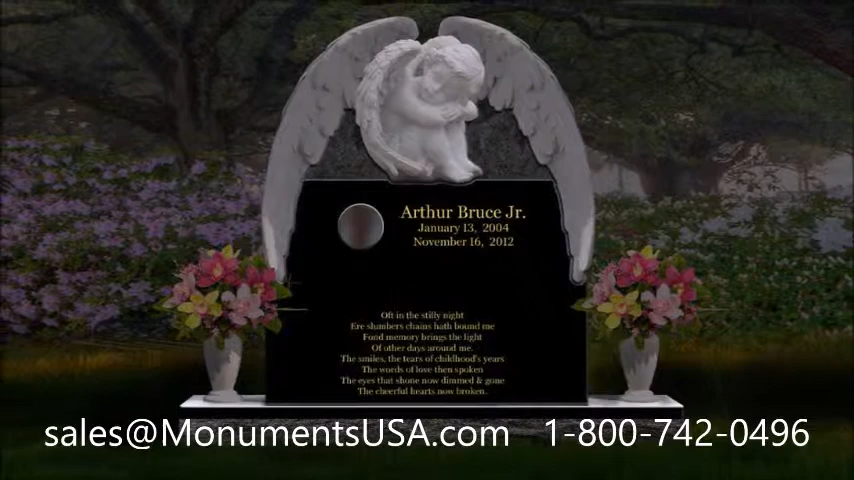 Arthur Bruce Jr.
January 13, 2004
November 16, 2012
Oft in the stilly night
Ere slumbers chains hath bound me
Fond memory brings the light
Of other days around me.
The smiles, the tears of childhood's years
The words of love then spoken
The eyes that shone now dimmed & gone
The cheerful hearts now broken.
sales@MonumentsUSA.com 1-800-742-0496